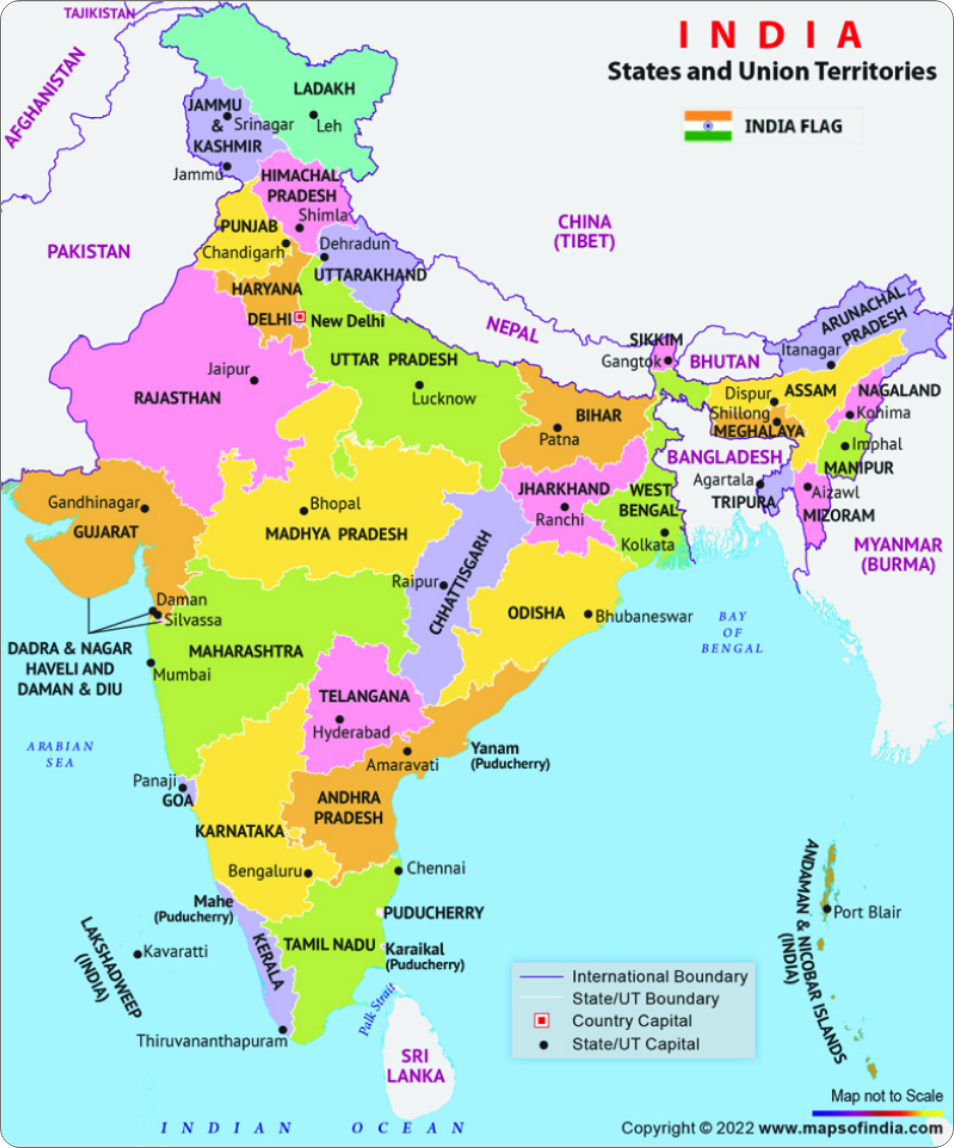 TAJIKISTAN
I N D I A
States and Union Territories
AFGHANISTAN
LADAKH
JAMMU
&
KASHMIR
Srinagar
Leh
INDIA FLAG
Jammu
HIMACHAL
PRADESH
Shimla
PUNJAB
Chandigarh
CHINA
(TIBET)
PAKISTAN
Dehradun
UTTARAKHAND
HARYANA
DELHI
New Delhi
NEPAL
ARUNACHAL
PRADESH
Itanagar
SIKKIM
Gangtok
BHUTAN
UTTAR PRADESH
Lucknow
Jaipur
RAJASTHAN
BIHAR
Patna
Dispur
ASSAM
NAGALAND
Kohima
Shillong
MEGHALAYA
Imphal
MANIPUR
BANGLADESH
Agartala
TRIPURA
Aizawl
MIZORAM
Gandhinagar
GUJARAT
Bhopal
MADHYA PRADESH
JHARKHAND
Ranchi
WEST
BENGAL
Kolkata
MYANMAR
(BURMA)
Raipur
CHHATTISGARH
ODISHA
Bhubaneswar
Daman
Silvassa
DADRA & NAGAR
HAVELI AND
DAMAN & DIU
MAHARASHTRA
Mumbai
BAY
OF
BENGAL
TELANGANA
Hyderabad
ARABIAN
SEA
Amaravati
Yanam
(Puducherry)
Panaji
GOA
ANDHRA
PRADESH
KARNATAKA
Bengaluru
Chennai
Mahe
(Puducherry)
PUDUCHERRY
KERALA
TAMIL NADU
Karaikal
(Puducherry)
LAKSHADWEEP
(INDIA)
Kavaratti
ANDAMAN & NICOBAR ISLANDS
(INDIA)
Port Blair
Thiruvananthapuram
Palk Strait
SRI
LANKA
International Boundary
State/UT Boundary
Country Capital
State/UT Capital
Map not to Scale
I N D I A N O C E A N
Copyright © 2022 www.mapsofindia.com